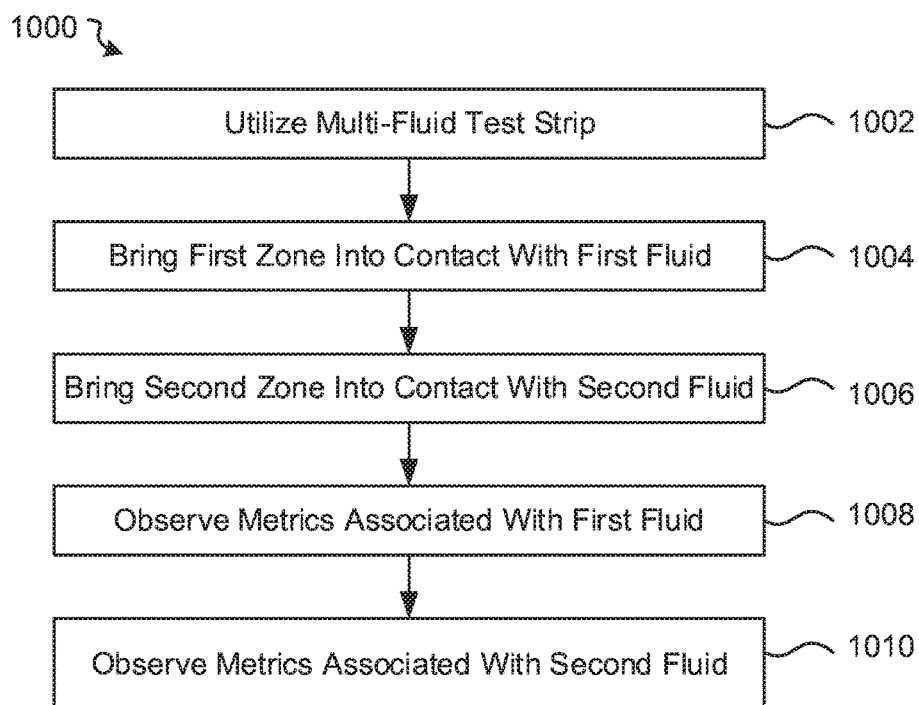 1000
Utilize Multi-Fluid Test Strip 1002
Bring First Zone Into Contact With First Fluid 1004
Bring Second Zone Into Contact With Second Fluid 1006
Observe Metrics Associated With First Fluid 1008
Observe Metrics Associated With Second Fluid 1010